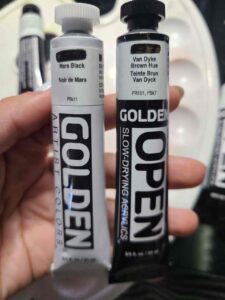 Mars Black
Noir de Mars
PBk11
GOLDEN
ARTIST COLORS
Van Dyke
Brown Hue
Teinte Brun
Van Dyck
PR101, PBk7
GOLDEN
OPEN
SLOW-DRYING ACRYLICS